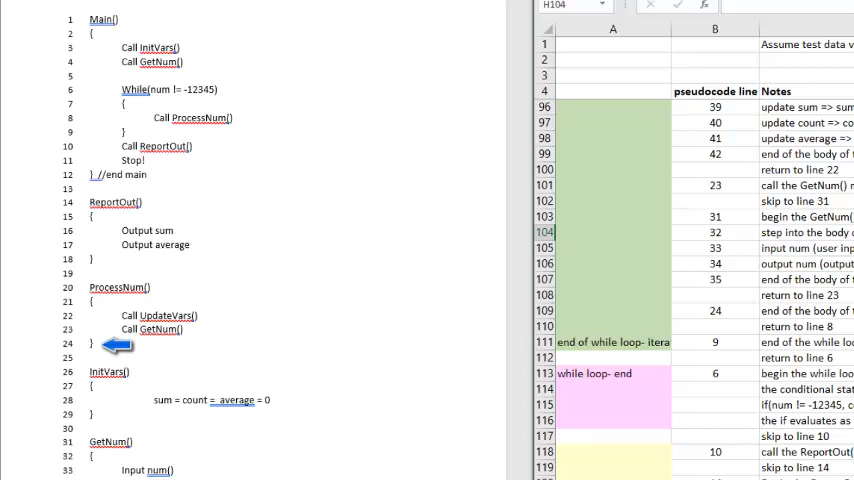 1 Main()
2 {
3 Call InitVars()
4 Call GetNum()
5
6 While(num != -12345)
7 {
8 Call ProcessNum()
9 }
10 Call ReportOut()
11 Stop!
12 } //end main
13
14 ReportOut()
15 {
16 Output sum
17 Output average
18 }
19
20 ProcessNum()
21 {
22 Call UpdateVars()
23 Call GetNum()
24 }
25
26 InitVars()
27 {
28 sum = count = average = 0
29 }
30
31 GetNum()
32 {
33 Input num()
H104 fx
A B
1 Assume test data v
2
3
4 pseudocode line Notes
96 39 update sum => sum
97 40 update count => co
98 41 update average =>
99 42 end of the body of t
100 return to line 22
101 23 call the GetNum() r
102 skip to line 31
103 31 begin the GetNum(
104 32 step into the body o
105 33 input num (user inp
106 34 output num (output
107 35 end of the body of t
108 return to line 23
109 24 end of the body of t
110 return to line 8
111 end of while loop- itera 9 end of the while loo
112 return to line 6
113 while loop- end 6 begin the while loo
114 the conditional stat
115 if(num != -12345, co
116 the if evaluates as
117 skip to line 10
118 10 call the ReportOut(
119 skip to line 14